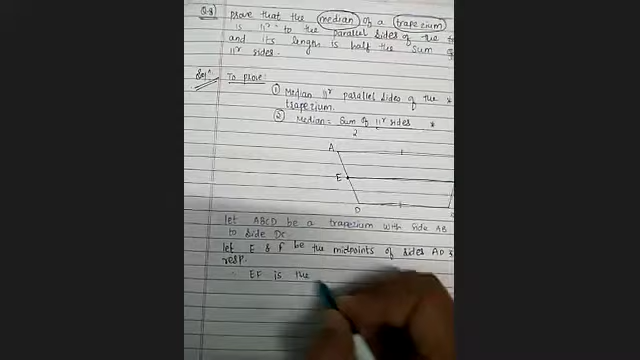 Q.8 prove that the median of a trapezium
is ||r to the parallel sides of the
and its length is half the sum
||r sides.
Sol^n To prove:
① Median ||r parallel sides of the
trapezium.
② Median = Sum of ||r sides
2
A
E
D
let ABCD be a trapezium with side AB
to side DC.
let E & F be the midpoints of sides AD &
resp.
∴ EF is the